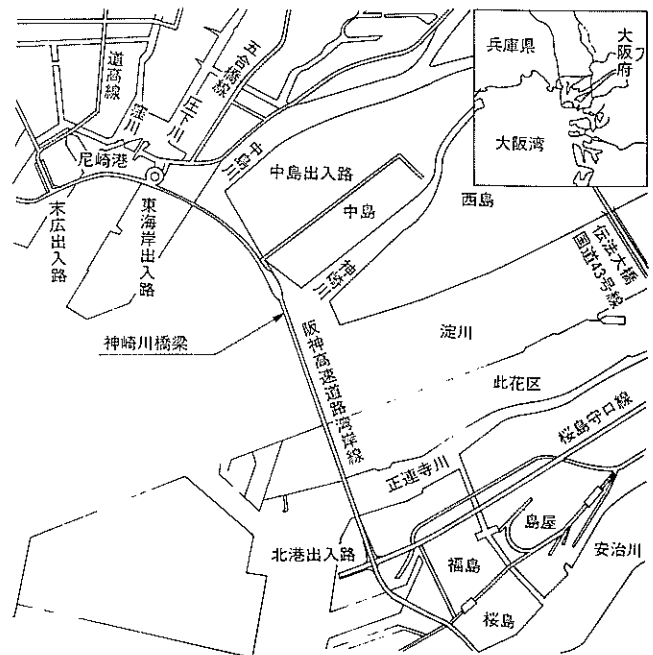 兵庫県
大阪府
大阪湾
道高線
五合橋線
庄下川
窪川
尼崎港
中島川
中島出入路
中島
西島
末広出入路
東海岸出入路
神崎川
伝法大橋
国道43号線
神崎川橋梁
淀川
阪神高速道路湾岸線
此花区
桜島守口線
正連寺川
島屋
北港出入路
福島
安治川
桜島